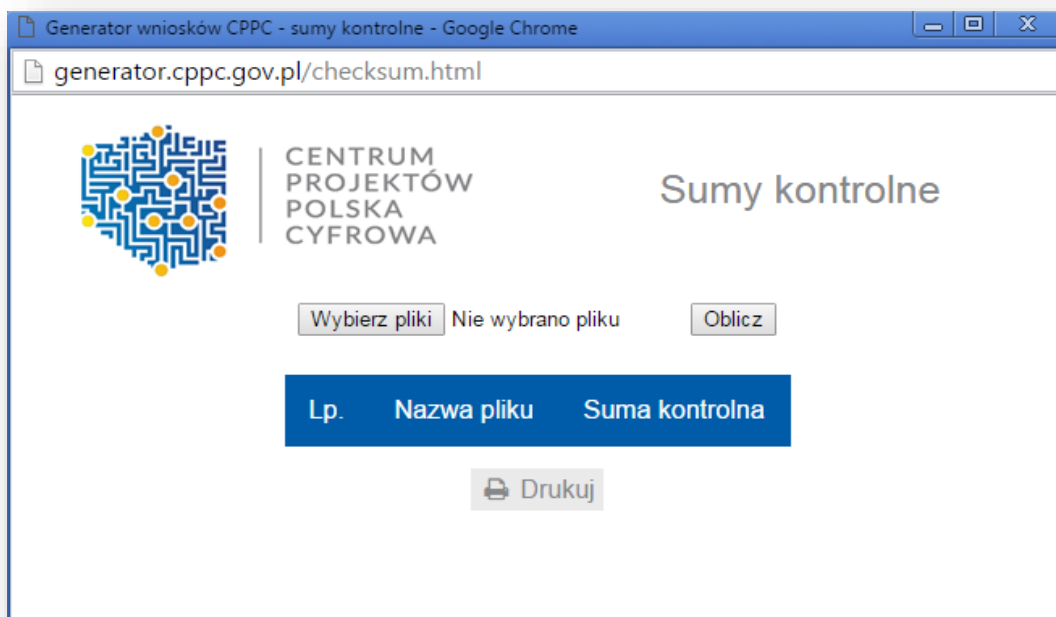 Generator wniosków CPPC - sumy kontrolne - Google Chrome
generator.cppc.gov.pl/checksum.html
CENTRUM
PROJEKTÓW
POLSKA
CYFROWA
Sumy kontrolne
Wybierz pliki Nie wybrano pliku Oblicz
Lp. Nazwa pliku Suma kontrolna
Drukuj